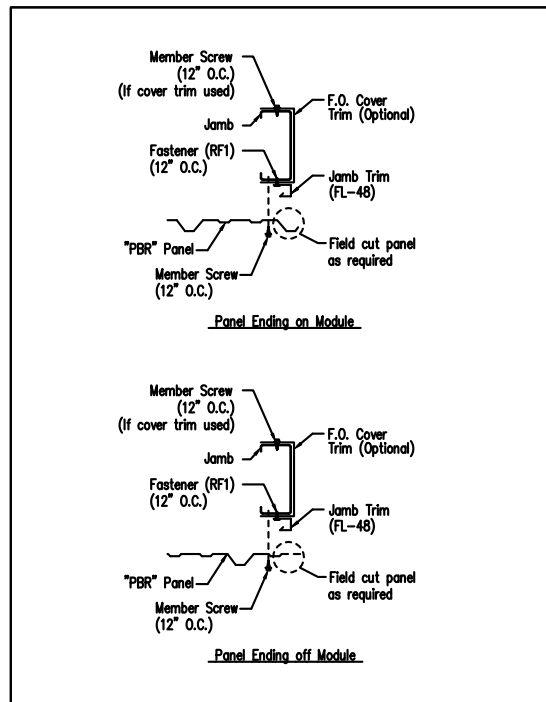 Member Screw
(12" O.C.)
(If cover trim used)
F.O. Cover
Trim (Optional)
Jamb
Fastener (RF1)
(12" O.C.)
Jamb Trim
(FL-48)
"PBR" Panel
Field cut panel
as required
Member Screw
(12" O.C.)
Panel Ending on Module
Member Screw
(12" O.C.)
(If cover trim used)
F.O. Cover
Trim (Optional)
Jamb
Fastener (RF1)
(12" O.C.)
Jamb Trim
(FL-48)
"PBR" Panel
Field cut panel
as required
Member Screw
(12" O.C.)
Panel Ending off Module